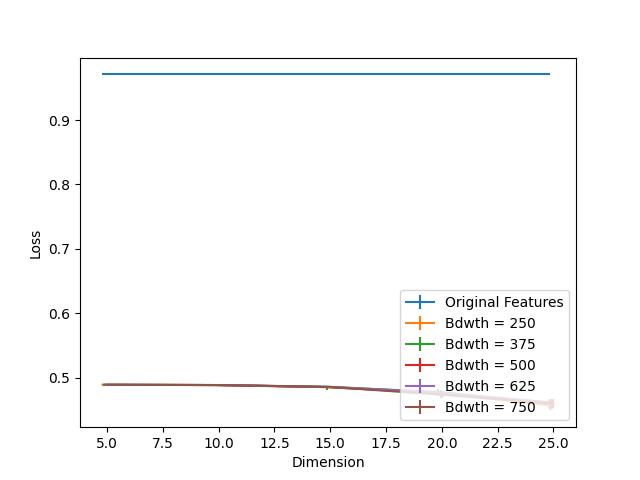 0.9
0.8
0.7
0.6
0.5
Loss
Original Features
Bdwth = 250
Bdwth = 375
Bdwth = 500
Bdwth = 625
Bdwth = 750
5.0 7.5 10.0 12.5 15.0 17.5 20.0 22.5 25.0
Dimension